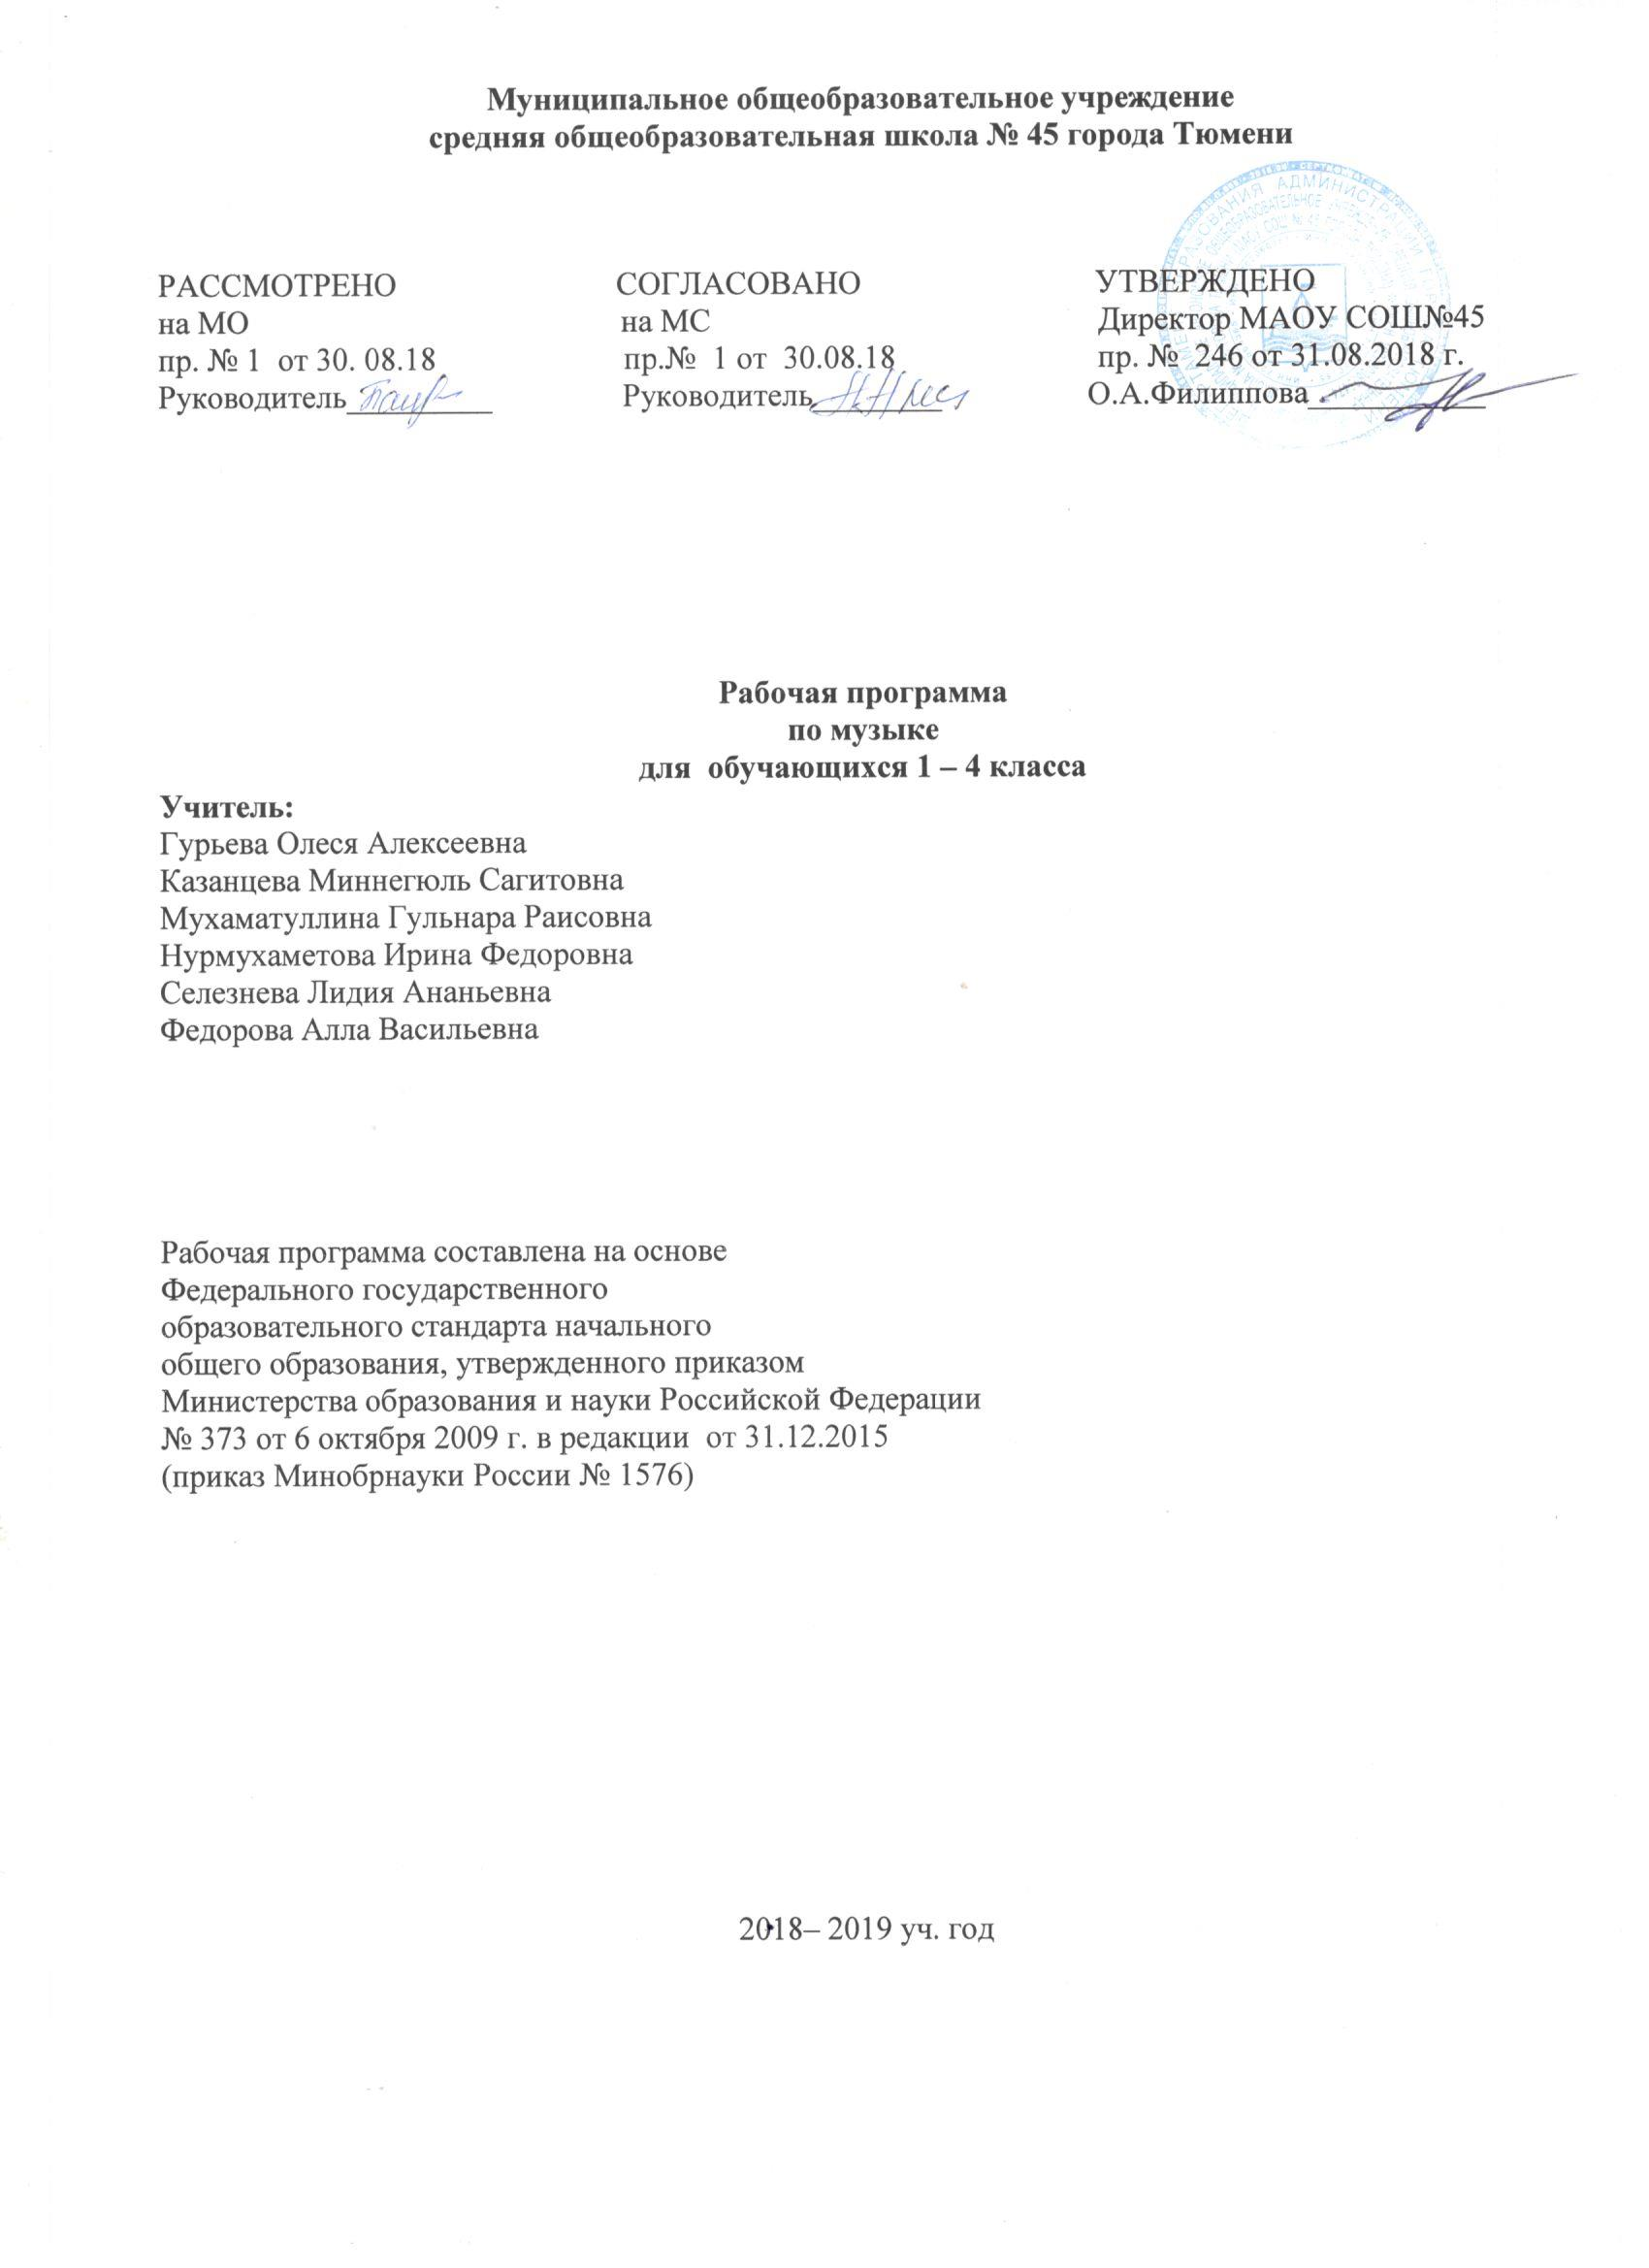 Муниципальное общеобразовательное учреждение
средняя общеобразовательная школа № 45 города Тюмени
РАССМОТРЕНО СОГЛАСОВАНО УТВЕРЖДЕНО
на МО на МС Директор МАОУ СОШ№45
пр. № 1 от 30. 08.18 пр.№ 1 от 30.08.18 пр. № 246 от 31.08.2018 г.
Руководитель__________ Руководитель__________ О.А.Филиппова____________
Рабочая программа
по музыке
для обучающихся 1 – 4 класса
Учитель:
Гурьева Олеся Алексеевна
Казанцева Миннегюль Сагитовна
Мухаматуллина Гульнара Раисовна
Нурмухаметова Ирина Федоровна
Селезнева Лидия Ананьевна
Федорова Алла Васильевна
Рабочая программа составлена на основе
Федерального государственного
образовательного стандарта начального
общего образования, утвержденного приказом
Министерства образования и науки Российской Федерации
№ 373 от 6 октября 2009 г. в редакции от 31.12.2015
(приказ Минобрнауки России № 1576)
2018– 2019 уч. год